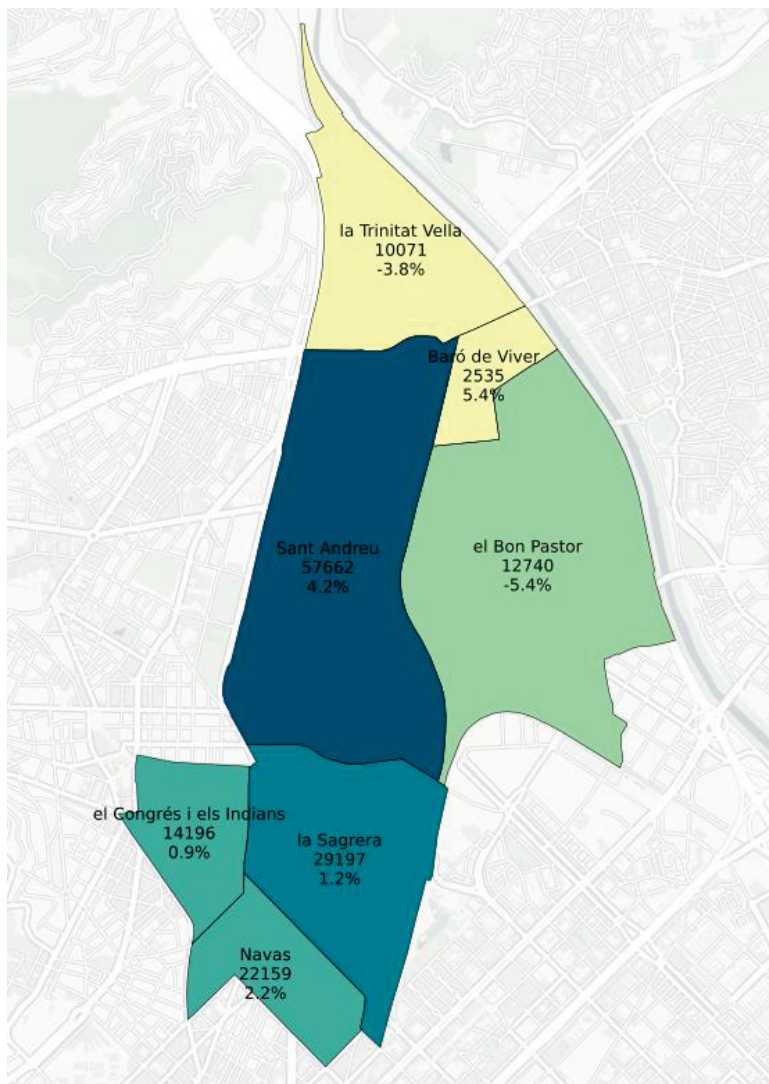 la Trinitat Vella
10071
-3.8%
Baró de Viver
2535
5.4%
Sant Andreu
57662
4.2%
el Bon Pastor
12740
-5.4%
el Congrés i els Indians
14196
0.9%
la Sagrera
29197
1.2%
Navas
22159
2.2%